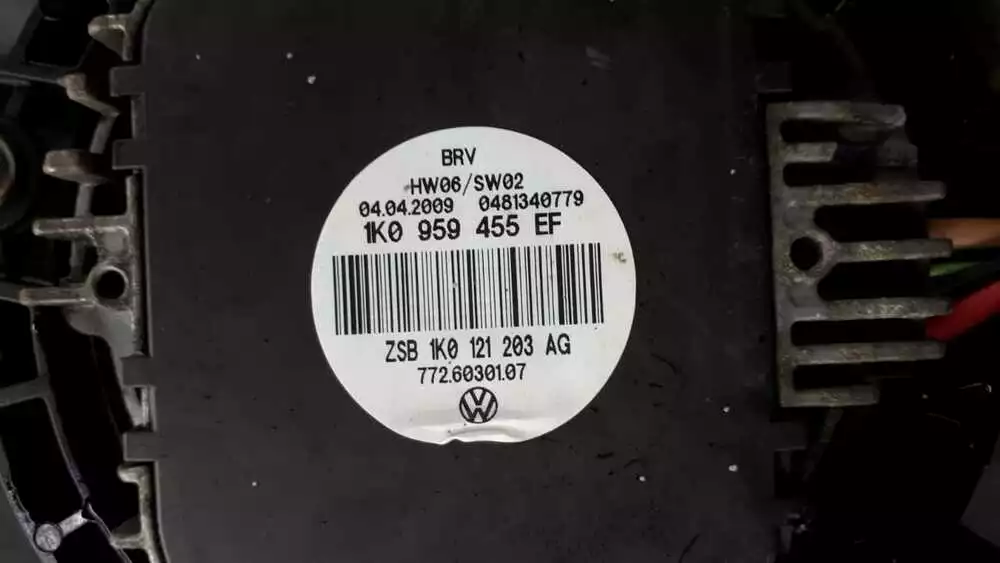 BRV
HW06/SW02
04.04.2009 0481340779
1K0 959 455 EF
ZSB 1K0 121 203 AG
772.60301.07
VW